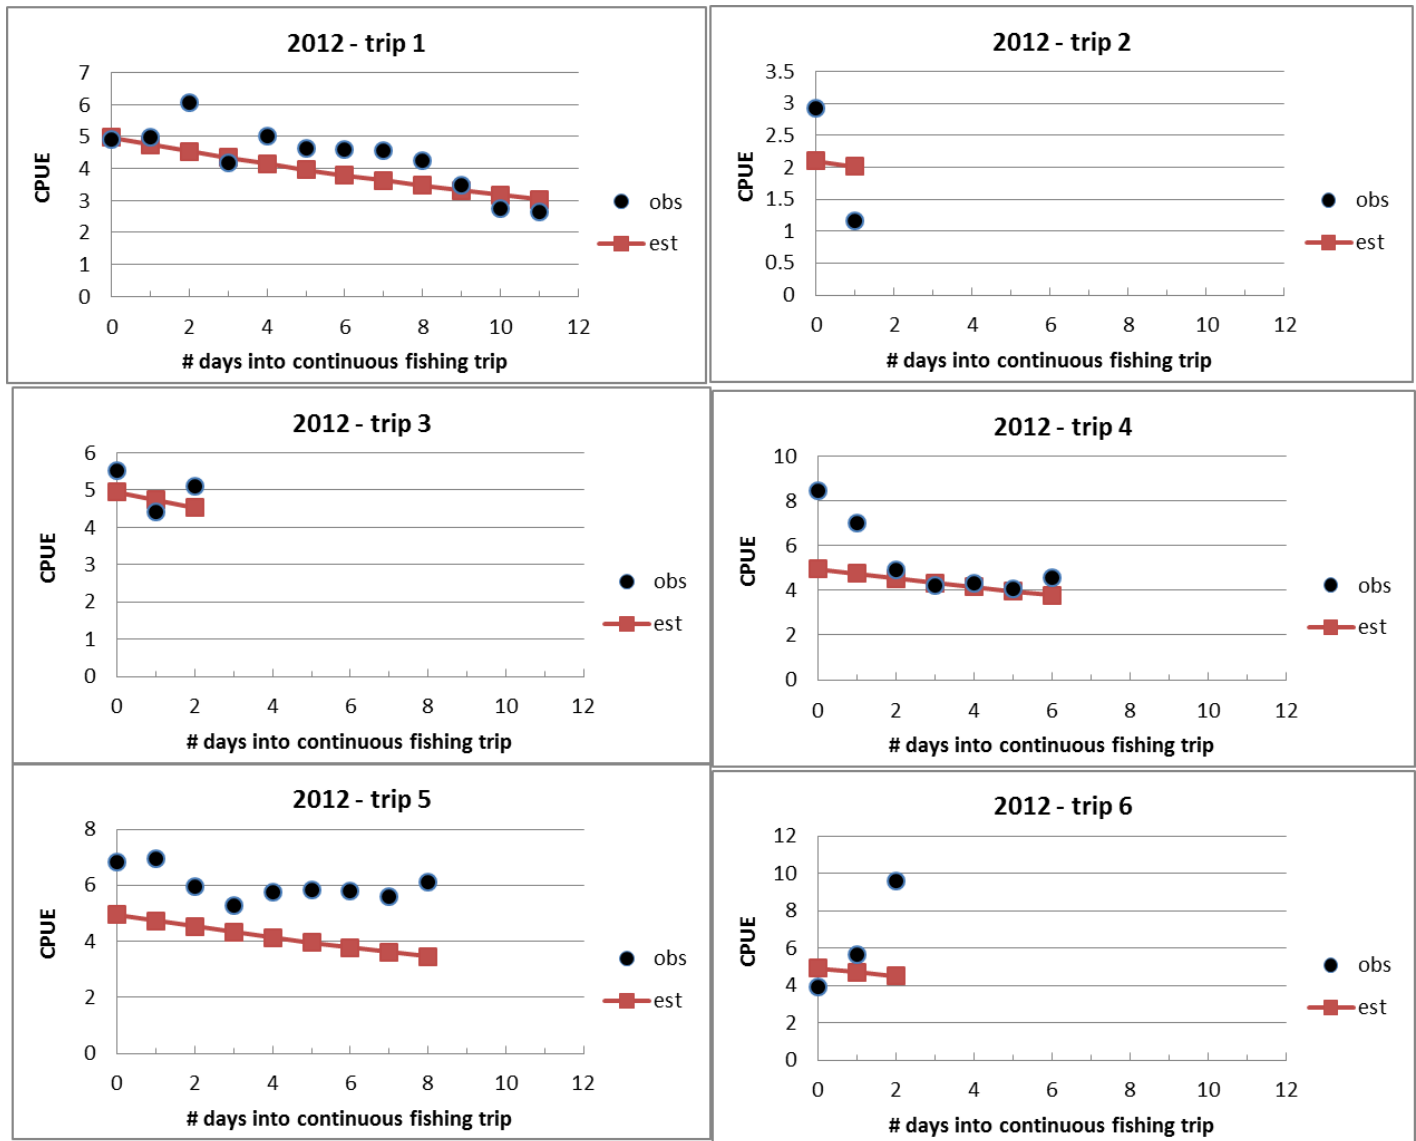 2012 - trip 1
7
6
5
4
3
2
1
0
CPUE
0 2 4 6 8 10 12
# days into continuous fishing trip
obs
est
2012 - trip 2
3.5
3
2.5
2
1.5
1
0.5
0
CPUE
0 2 4 6 8 10 12
# days into continuous fishing trip
obs
est
2012 - trip 3
6
5
4
3
2
1
0
CPUE
0 2 4 6 8 10 12
# days into continuous fishing trip
obs
est
2012 - trip 4
10
8
6
4
2
0
CPUE
0 2 4 6 8 10 12
# days into continuous fishing trip
obs
est
2012 - trip 5
8
6
4
2
0
CPUE
0 2 4 6 8 10 12
# days into continuous fishing trip
obs
est
2012 - trip 6
12
10
8
6
4
2
0
CPUE
0 2 4 6 8 10 12
# days into continuous fishing trip
obs
est